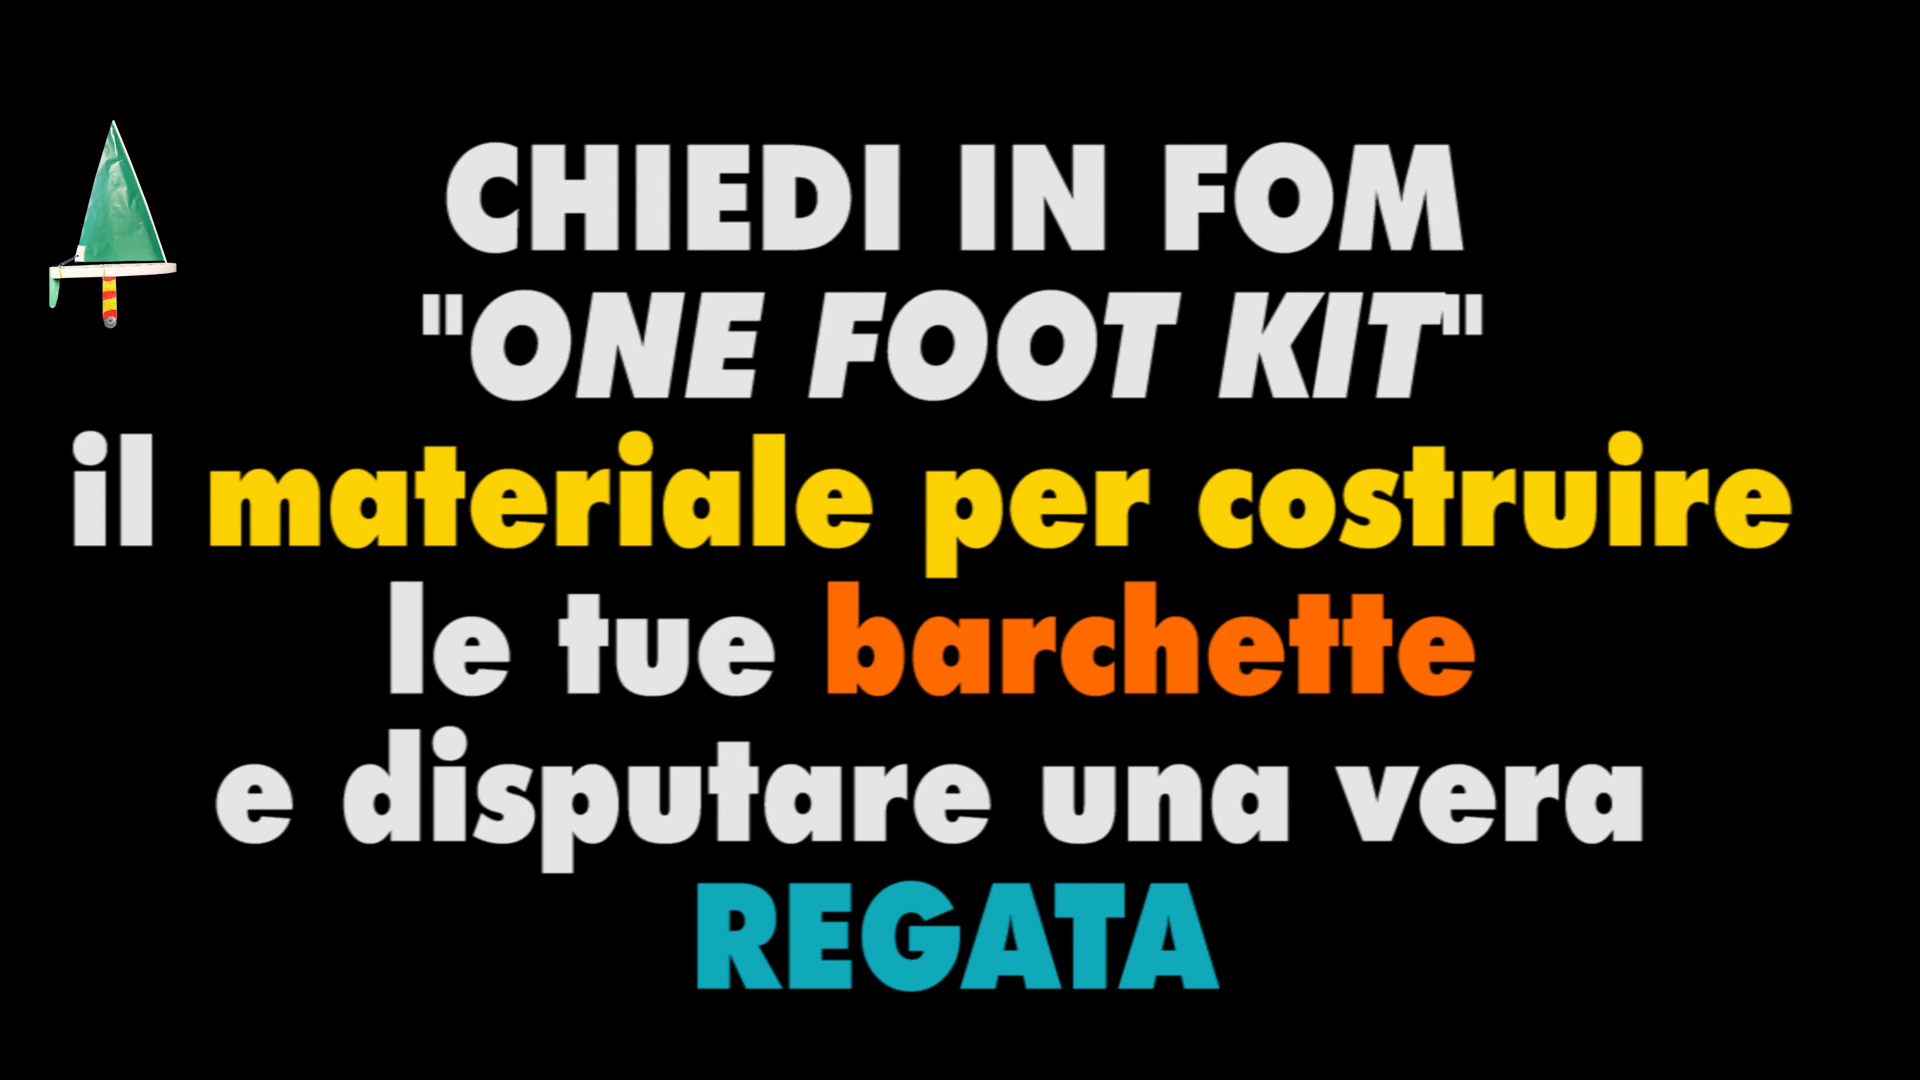 CHIEDI IN FOM
"ONE FOOT KIT"
il materiale per costruire
le tue barchette
e disputare una vera
REGATA